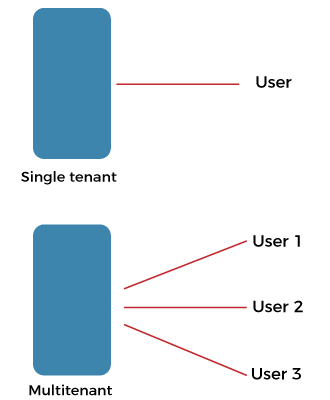 User
Single tenant
User 1
User 2
User 3
Multitenant